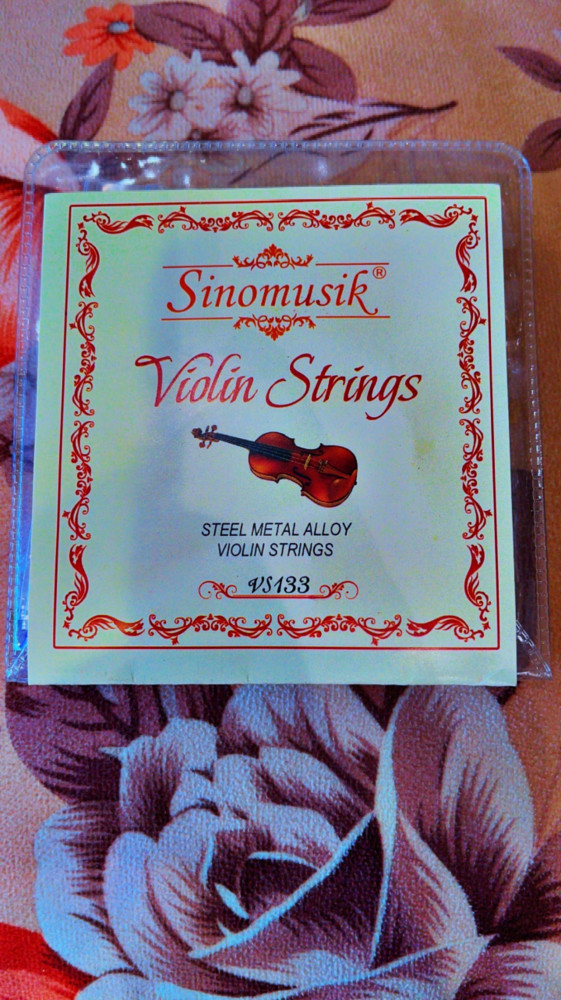 Sinomusik®
Violin Strings
STEEL METAL ALLOY
VIOLIN STRINGS
VS133